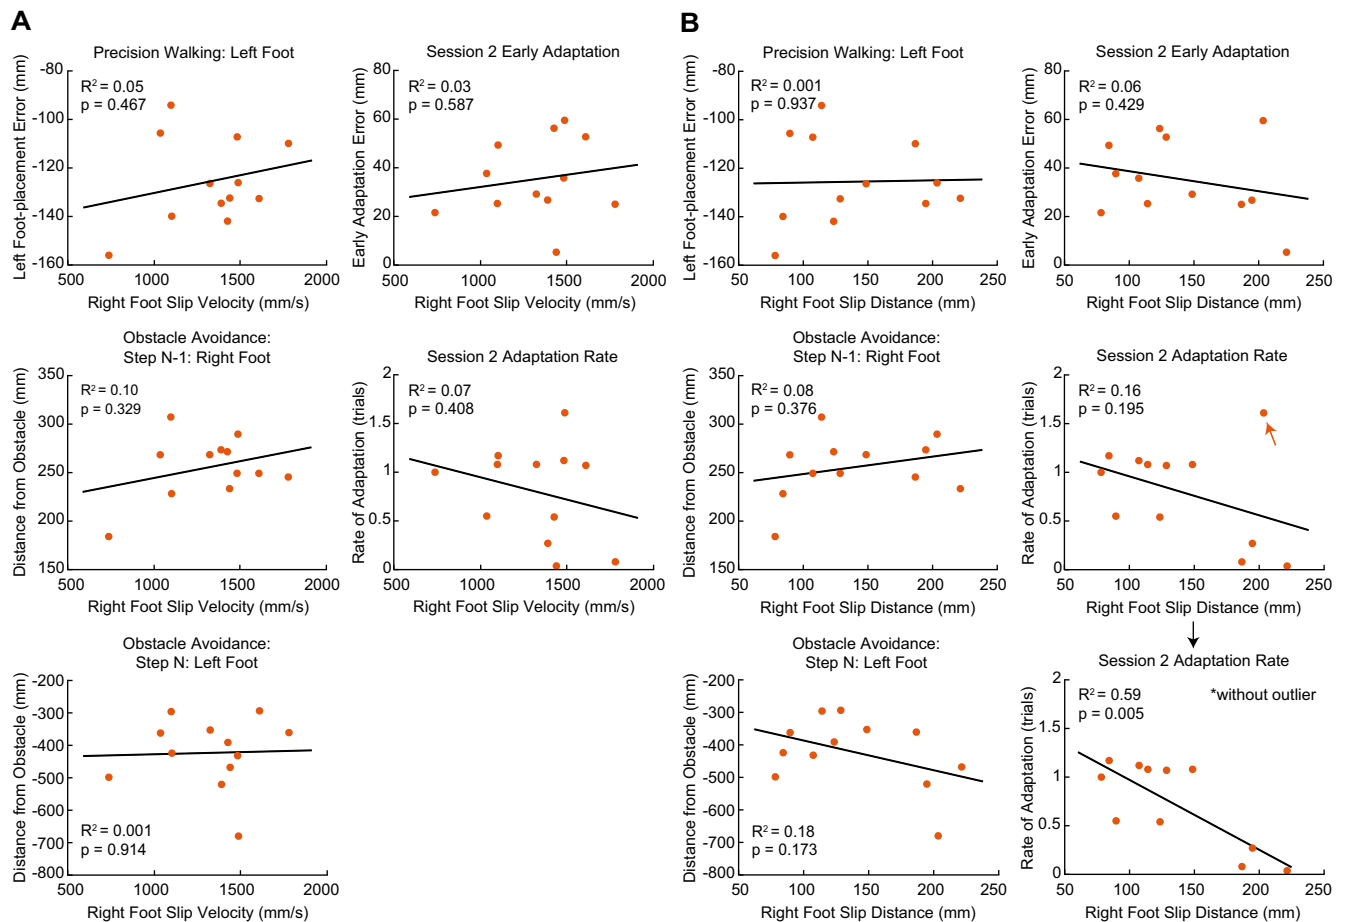 A
Precision Walking: Left Foot
R² = 0.05
p = 0.467
Left Foot-placement Error (mm)
-80
-100
-120
-140
-160
500 1000 1500 2000
Right Foot Slip Velocity (mm/s)
Session 2 Early Adaptation
R² = 0.03
p = 0.587
Early Adaptation Error (mm)
80
60
40
20
0
500 1000 1500 2000
Right Foot Slip Velocity (mm/s)
Obstacle Avoidance:
Step N-1: Right Foot
R² = 0.10
p = 0.329
Distance from Obstacle (mm)
350
300
250
200
150
500 1000 1500 2000
Right Foot Slip Velocity (mm/s)
Session 2 Adaptation Rate
R² = 0.07
p = 0.408
Rate of Adaptation (trials)
2
1.5
1
0.5
0
500 1000 1500 2000
Right Foot Slip Velocity (mm/s)
Obstacle Avoidance:
Step N: Left Foot
R² = 0.001
p = 0.914
Distance from Obstacle (mm)
-200
-300
-400
-500
-600
-700
-800
500 1000 1500 2000
Right Foot Slip Velocity (mm/s)
B
Precision Walking: Left Foot
R² = 0.001
p = 0.937
Left Foot-placement Error (mm)
-80
-100
-120
-140
-160
50 100 150 200 250
Right Foot Slip Distance (mm)
Session 2 Early Adaptation
R² = 0.06
p = 0.429
Early Adaptation Error (mm)
80
60
40
20
0
50 100 150 200 250
Right Foot Slip Distance (mm)
Obstacle Avoidance:
Step N-1: Right Foot
R² = 0.08
p = 0.376
Distance from Obstacle (mm)
350
300
250
200
150
50 100 150 200 250
Right Foot Slip Distance (mm)
Session 2 Adaptation Rate
R² = 0.16
p = 0.195
Rate of Adaptation (trials)
2
1.5
1
0.5
0
50 100 150 200 250
Right Foot Slip Distance (mm)
Obstacle Avoidance:
Step N: Left Foot
R² = 0.18
p = 0.173
Distance from Obstacle (mm)
-200
-300
-400
-500
-600
-700
-800
50 100 150 200 250
Right Foot Slip Distance (mm)
Session 2 Adaptation Rate
R² = 0.59 *without outlier
p = 0.005
Rate of Adaptation (trials)
2
1.5
1
0.5
0
50 100 150 200 250
Right Foot Slip Distance (mm)